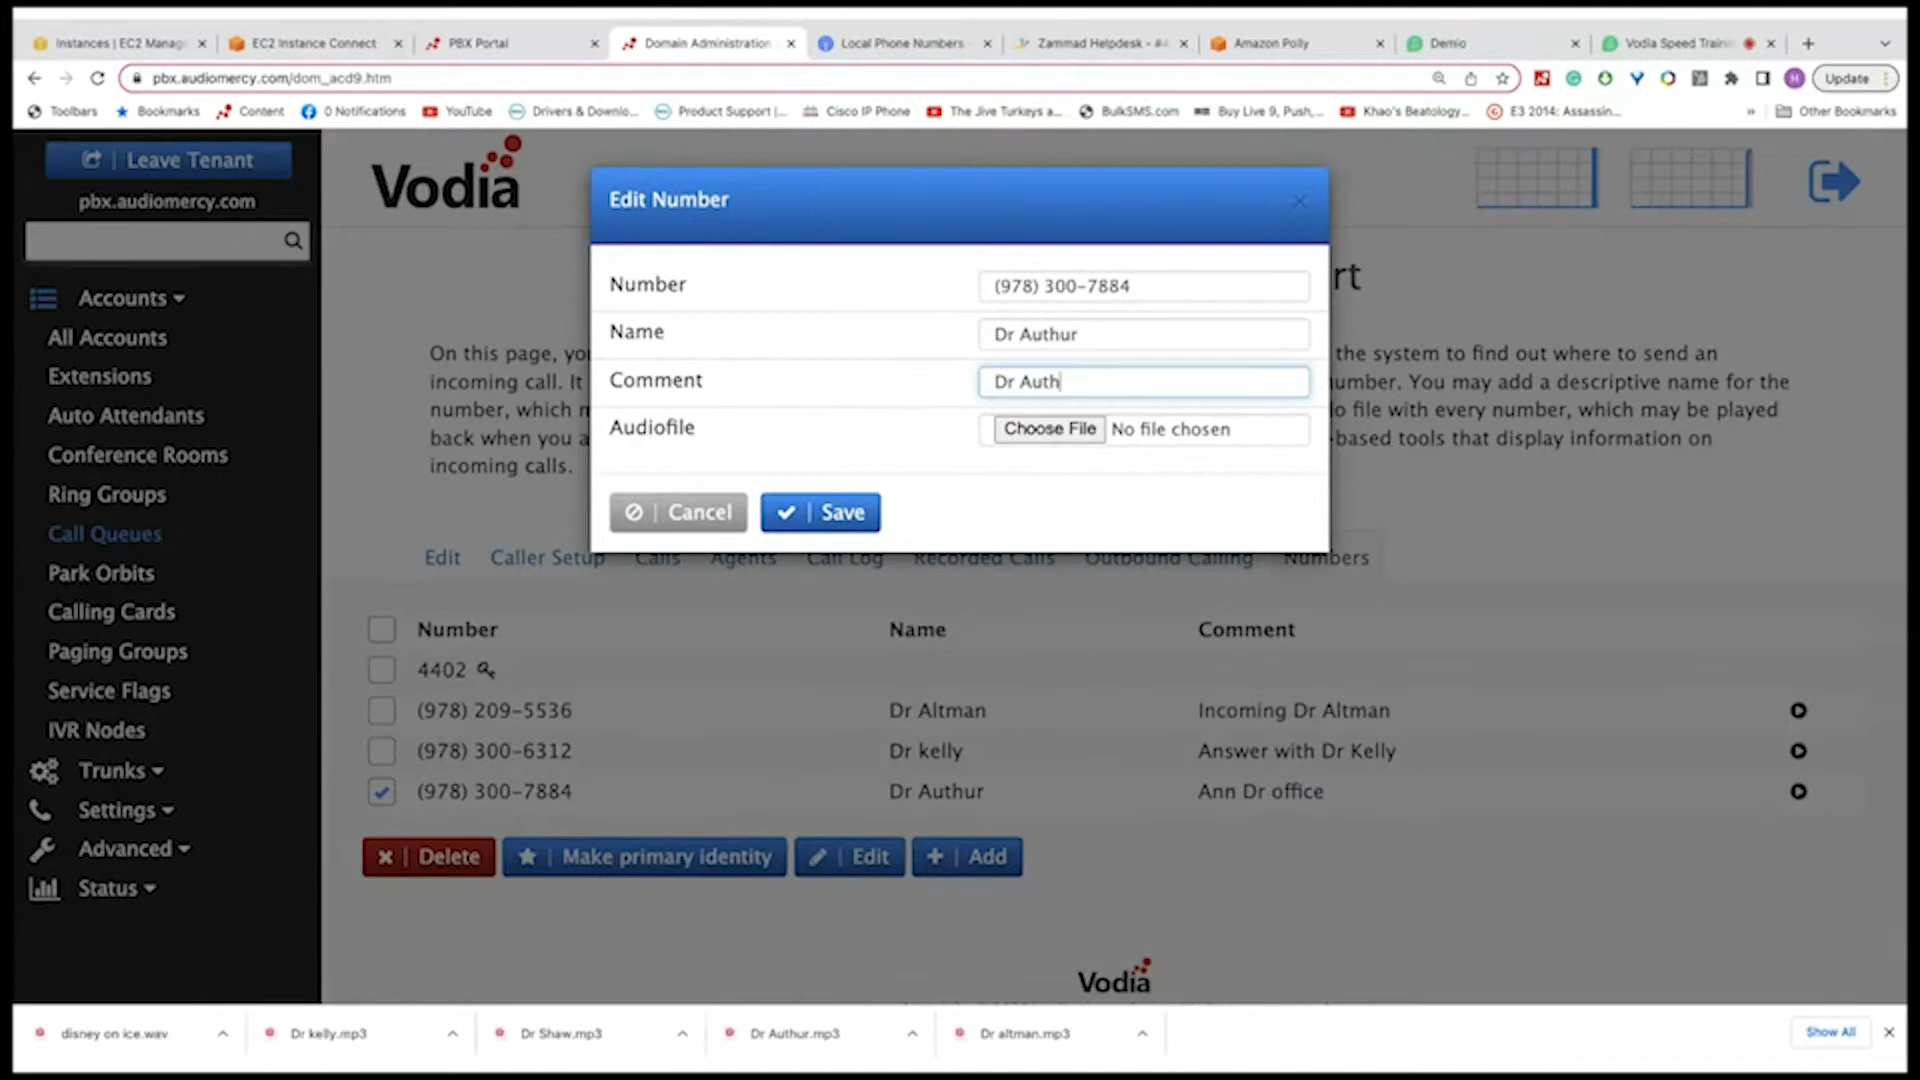 Instances | EC2 Manag
EC2 Instance Connect
PBX Portal
Domain Administration
Local Phone Numbers
Zammad Helpdesk - #4
Amazon Polly
Demio
Vodia Speed Traini
pbx.audiomercy.com/dom_acd9.htm
H
Update
Toolbars
Bookmarks
Content
0 Notifications
YouTube
Drivers & Downlo...
Product Support |...
Cisco IP Phone
The Jive Turkeys a...
BulkSMS.com
Buy Live 9, Push,...
Khao's Beatology...
E3 2014: Assassin...
»
Other Bookmarks
Leave Tenant
pbx.audiomercy.com
Accounts
All Accounts
Extensions
Auto Attendants
Conference Rooms
Ring Groups
Call Queues
Park Orbits
Calling Cards
Paging Groups
Service Flags
IVR Nodes
Trunks
Settings
Advanced
Status
Vodia
rt
On this page, yo
the system to find out where to send an
incoming call. It
umber. You may add a descriptive name for the
number, which
o file with every number, which may be played
back when you a
-based tools that display information on
incoming calls.
Edit Number
Number (978) 300-7884
Name Dr Authur
Comment Dr Auth
Audiofile Choose File No file chosen
Cancel Save
Edit Caller Setup Calls Agents Call Log Recorded Calls Outbound Calling Numbers
Number Name Comment
4402
(978) 209-5536 Dr Altman Incoming Dr Altman
(978) 300-6312 Dr kelly Answer with Dr Kelly
(978) 300-7884 Dr Authur Ann Dr office
Delete Make primary identity Edit Add
Vodia
disney on ice.wav
Dr kelly.mp3
Dr Shaw.mp3
Dr Authur.mp3
Dr altman.mp3
Show All